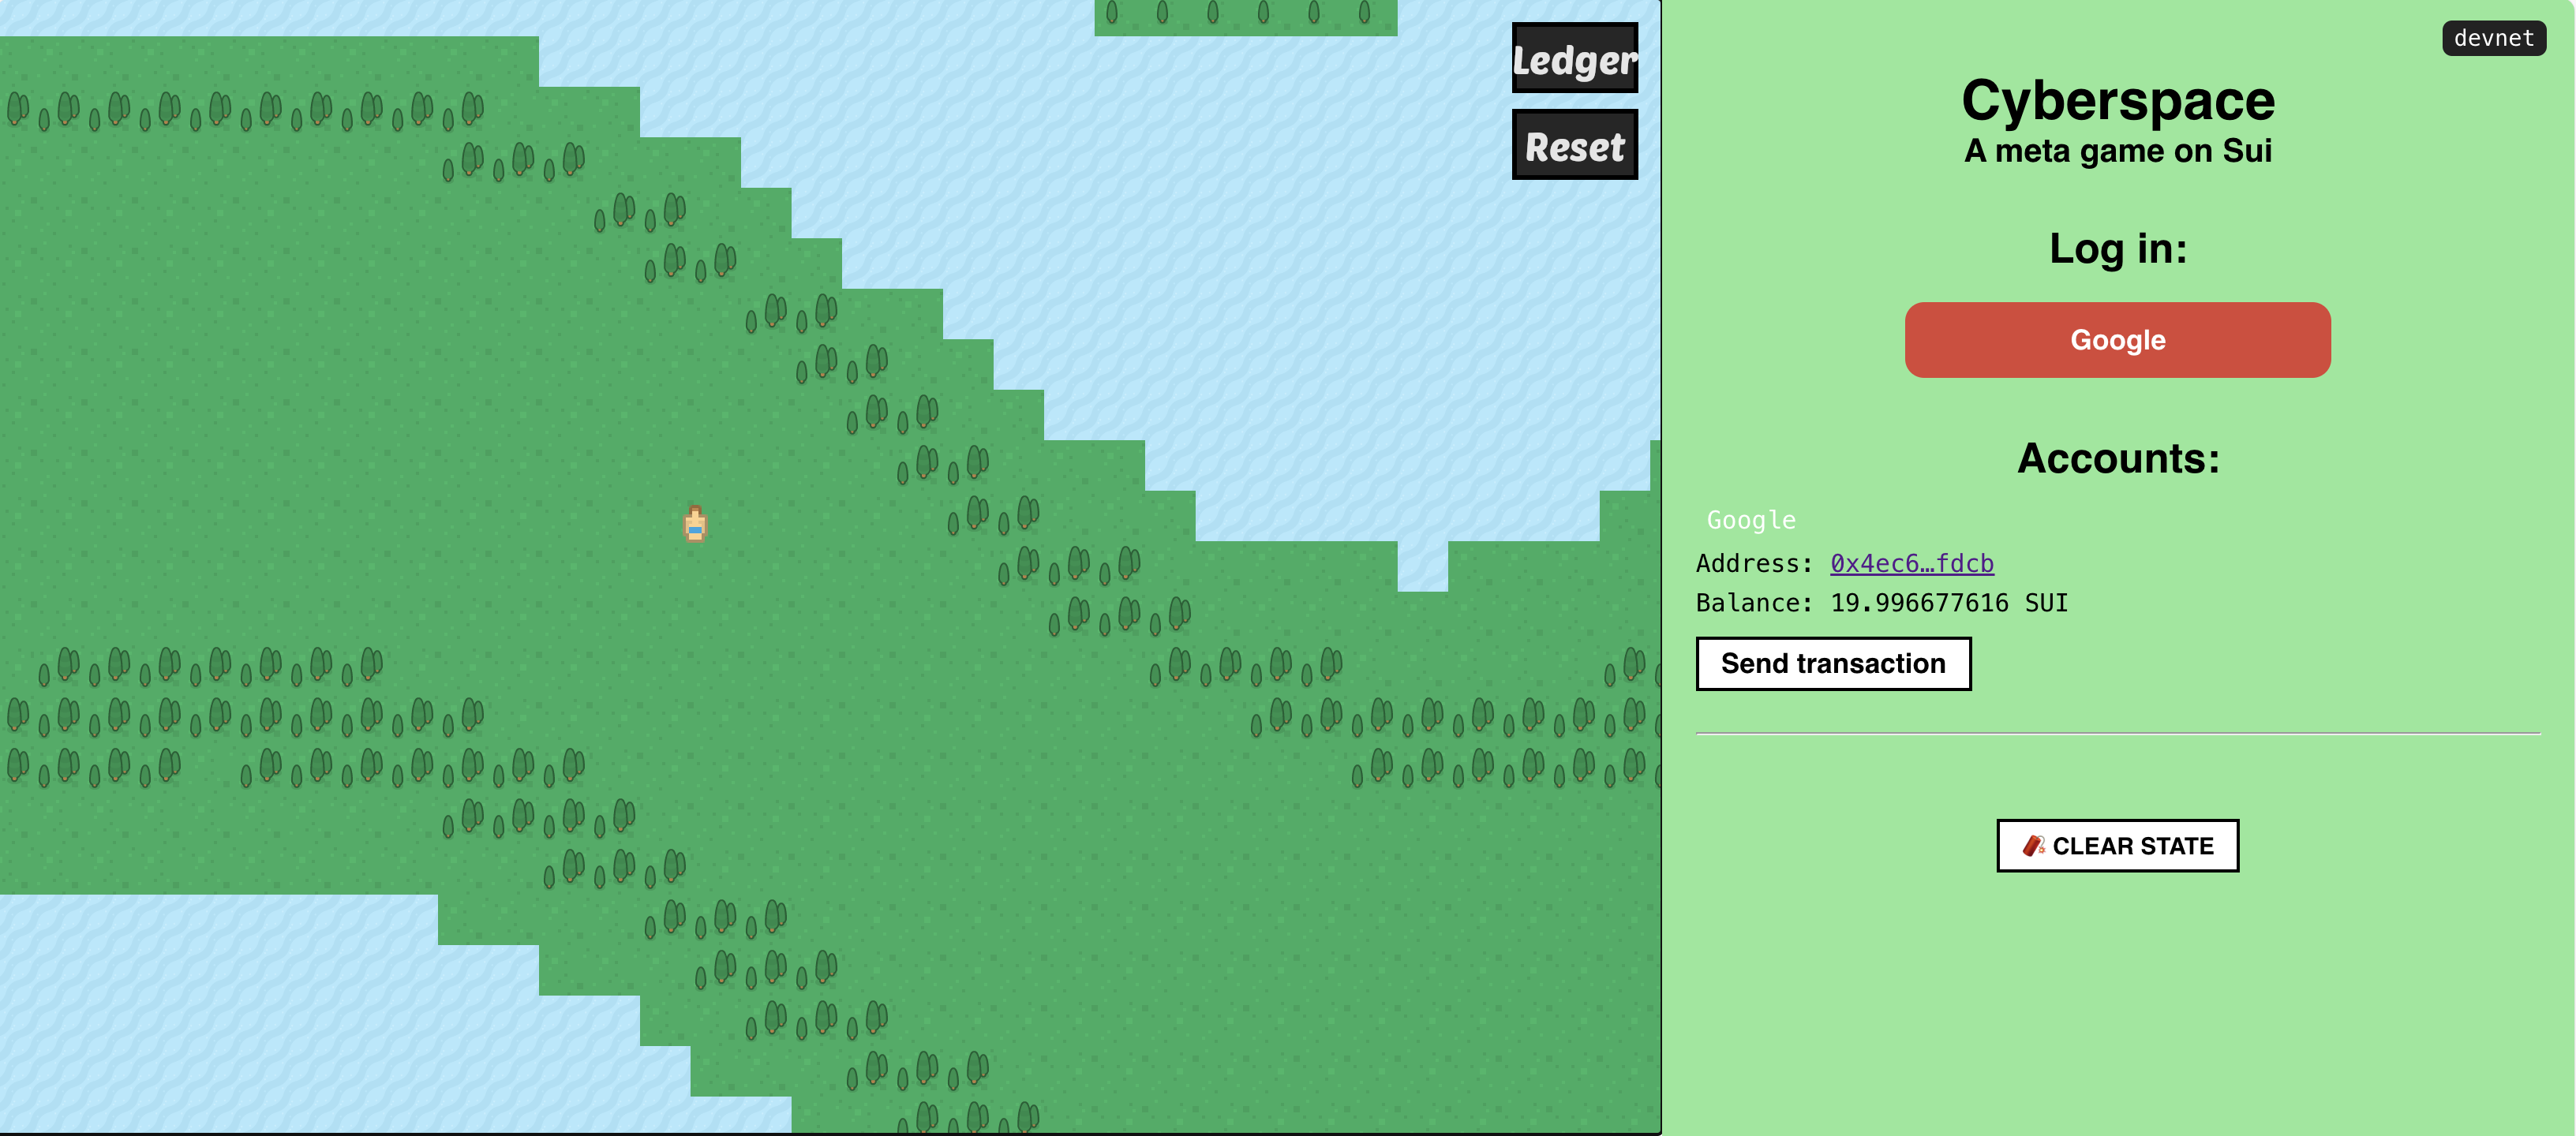 Ledger
Reset
devnet
Cyberspace
A meta game on Sui
Log in:
Google
Accounts:
Google
Address: 0x4ec6…fdcb
Balance: 19.996677616 SUI
Send transaction
CLEAR STATE